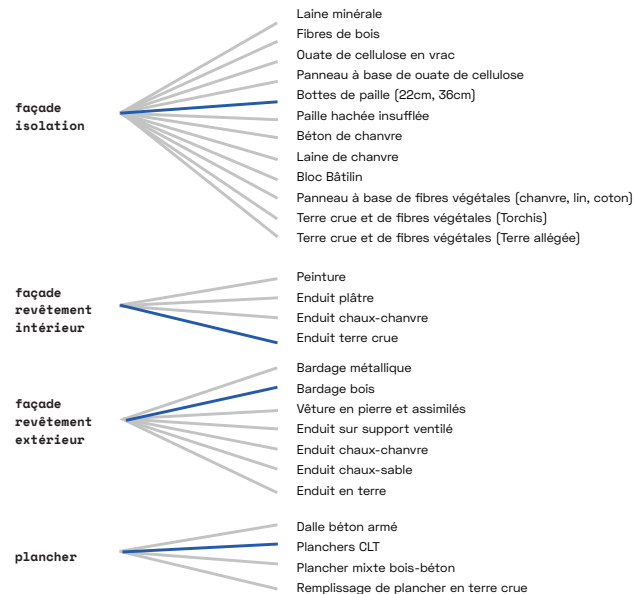 façade
isolation
Laine minérale
Fibres de bois
Ouate de cellulose en vrac
Panneau à base de ouate de cellulose
Bottes de paille (22cm, 36cm)
Paille hachée insufflée
Béton de chanvre
Laine de chanvre
Bloc Bâtilin
Panneau à base de fibres végétales (chanvre, lin, coton)
Terre crue et de fibres végétales (Torchis)
Terre crue et de fibres végétales (Terre allégée)
façade
revêtement
intérieur
Peinture
Enduit plâtre
Enduit chaux-chanvre
Enduit terre crue
façade
revêtement
extérieur
Bardage métallique
Bardage bois
Vêture en pierre et assimilés
Enduit sur support ventilé
Enduit chaux-chanvre
Enduit chaux-sable
Enduit en terre
plancher
Dalle béton armé
Planchers CLT
Plancher mixte bois-béton
Remplissage de plancher en terre crue